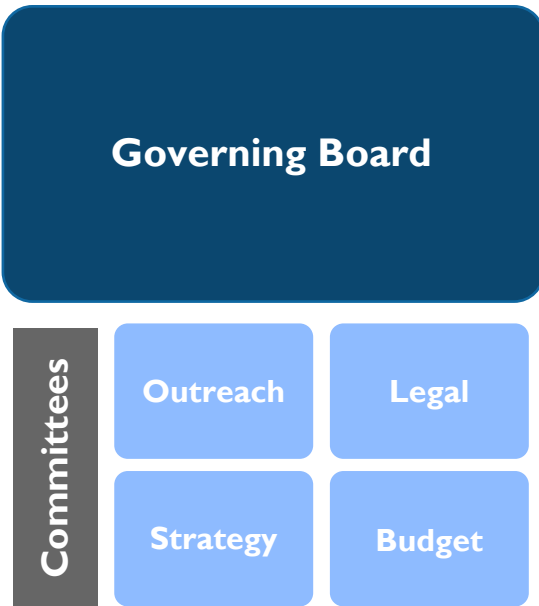 Governing Board
Committees
Outreach
Legal
Strategy
Budget